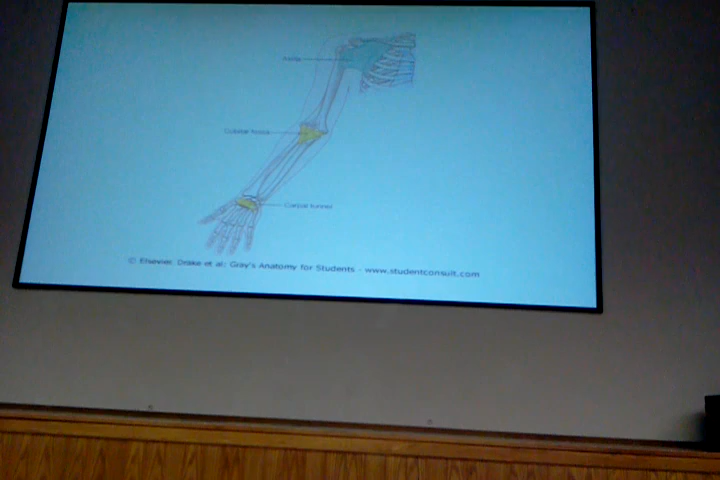 Axilla
Cubital fossa
Carpal tunnel
© Elsevier. Drake et al: Gray's Anatomy for Students - www.studentconsult.com